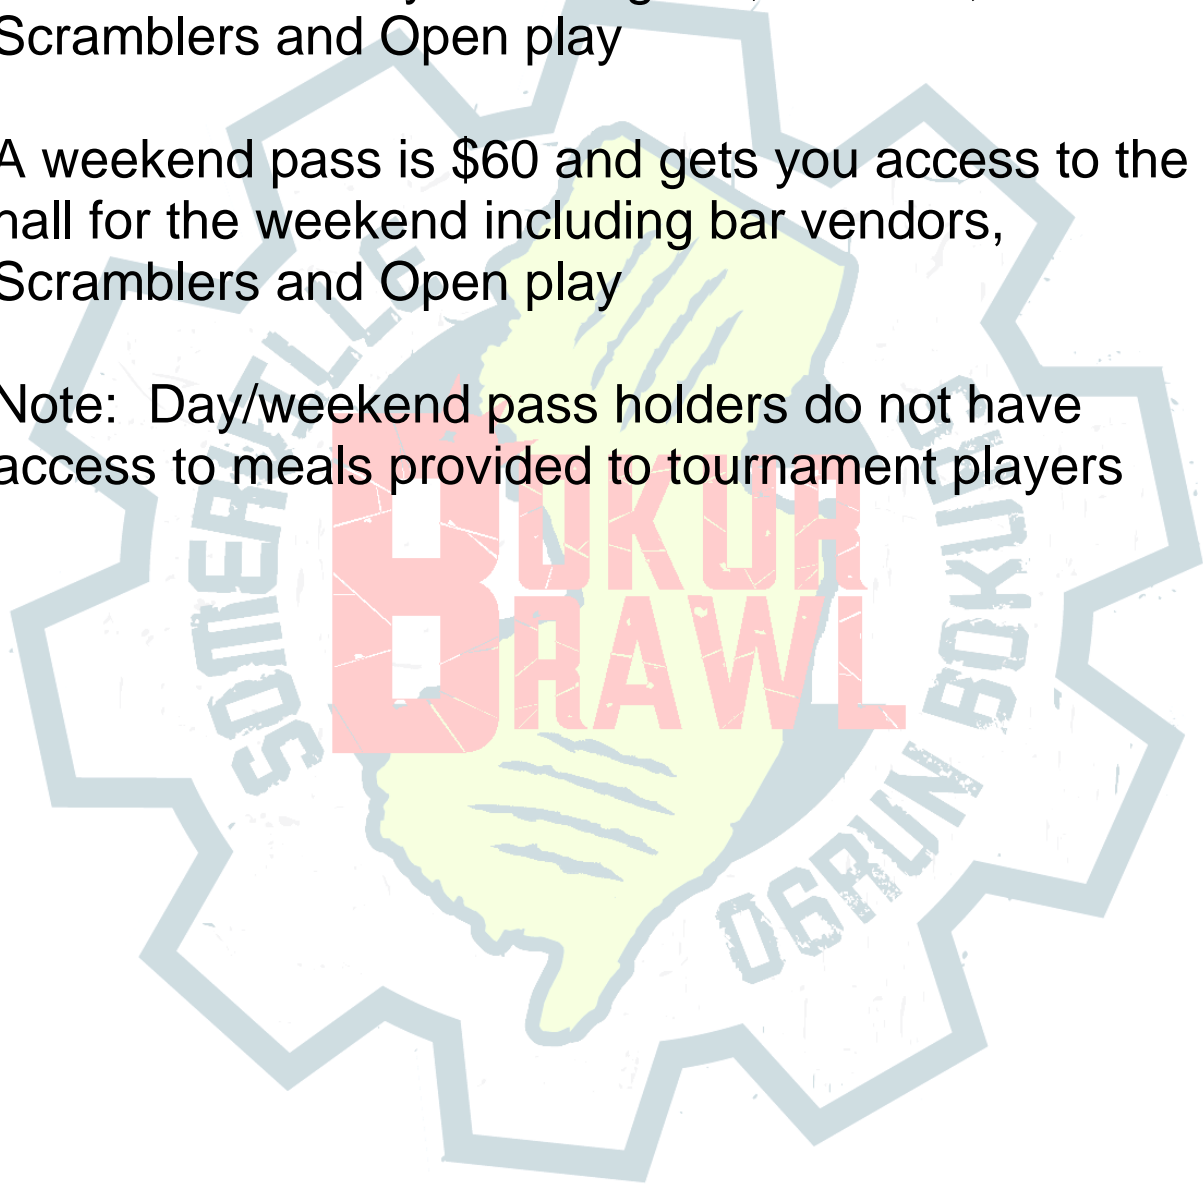 Scramblers and Open play
A weekend pass is $60 and gets you access to the
hall for the weekend including bar vendors,
Scramblers and Open play
Note: Day/weekend pass holders do not have
access to meals provided to tournament players
SOMERVILLE
BOKUR
BRAWL
OGRUN BOKURS